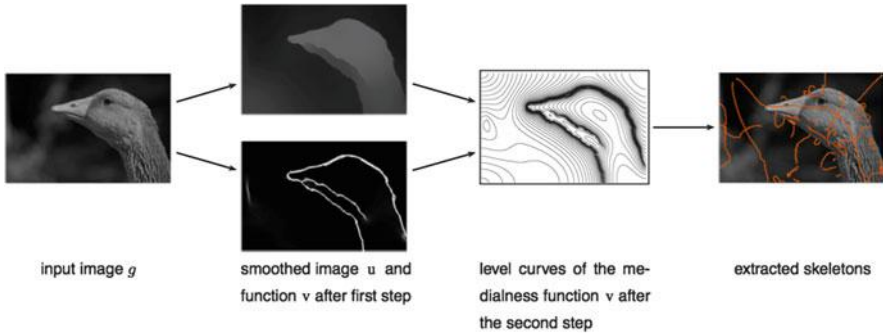 input image g
smoothed image u and
function v after first step
level curves of the me-
dialness function v after
the second step
extracted skeletons